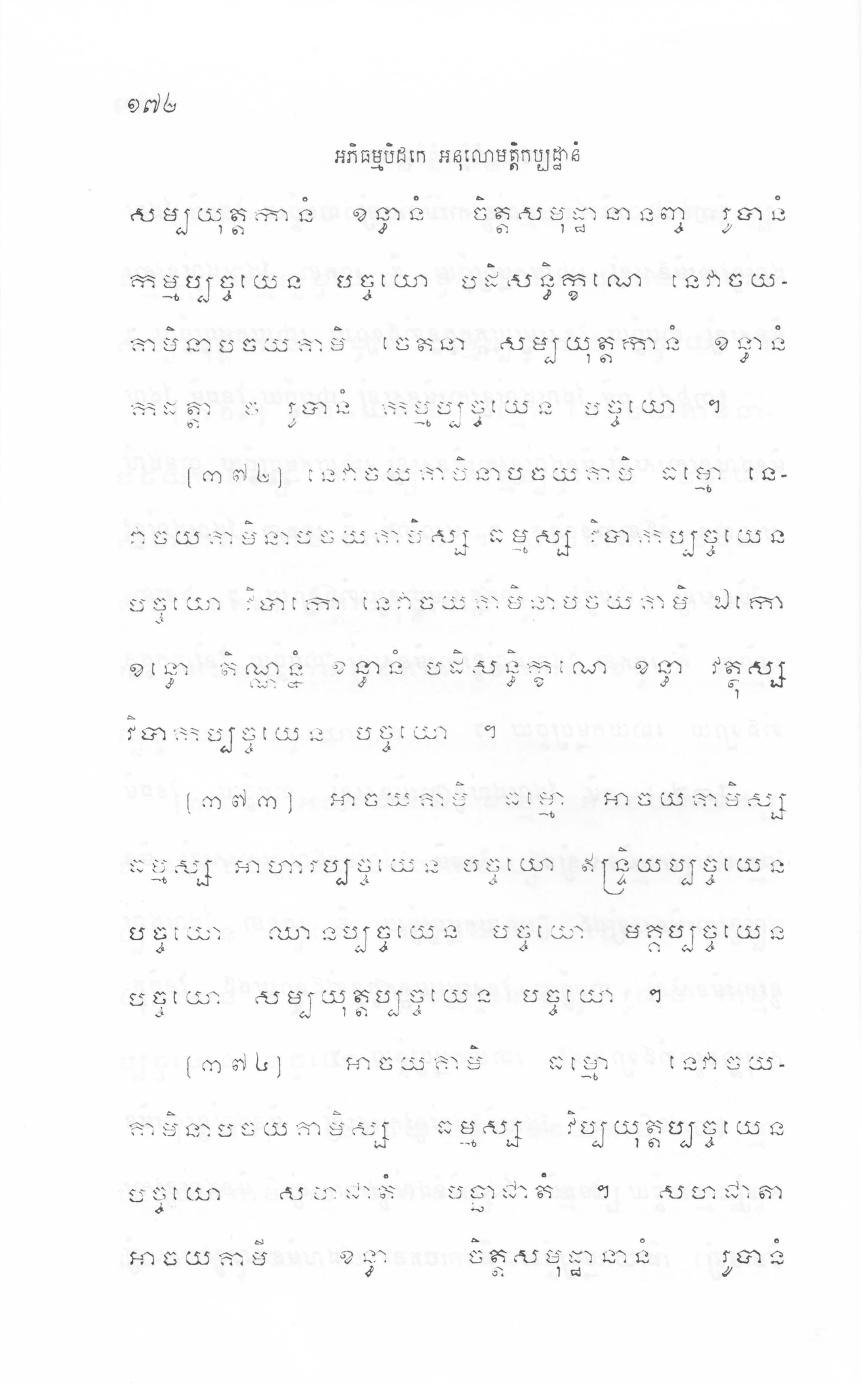 ១៧២
អភិធម្មបិដកេ អនុលោមត្តិកប្បដ្ឋានំ
សម្បយុត្តកានំ ខន្ធានំ ចិត្តសមុដ្ឋានានញ្ច រូបានំ
កម្មប្បច្ចយេន បច្ចយោ បដិសន្ធិក្ខណេ នេវាចយ-
គាមិនាបចយគាមិ ចេតនា សម្បយុត្តកានំ ខន្ធានំ
កដត្តា ច រូបានំ កម្មប្បច្ចយេន បច្ចយោ ។
(៣៧២) នេវាចយគាមិនាបចយគាមិ ធម្មោ នេ-
វាចយគាមិនាបចយគាមិស្ស ធម្មស្ស វិបាកប្បច្ចយេន
បច្ចយោ វិបាកោ នេវាចយគាមិនាបចយគាមិ ឯកោ
ខន្ធោ តិណ្ណន្នំ ខន្ធានំ បដិសន្ធិក្ខណេ ខន្ធា វត្ថុស្ស
វិបាកប្បច្ចយេន បច្ចយោ ។
(៣៧៣) អាចយគាមិ ធម្មោ អាចយគាមិស្ស
ធម្មស្ស អាហារប្បច្ចយេន បច្ចយោ ឥន្ទ្រិយប្បច្ចយេន
បច្ចយោ ឈានប្បច្ចយេន បច្ចយោ មគ្គប្បច្ចយេន
បច្ចយោ សម្បយុត្តប្បច្ចយេន បច្ចយោ ។
(៣៧៤) អាចយគាមិ ធម្មោ នេវាចយ-
គាមិនាបចយគាមិស្ស ធម្មស្ស វិប្បយុត្តប្បច្ចយេន
បច្ចយោ សហជាតំ បច្ឆាជាតំ ។ សហជាតា
អាចយគាមី ខន្ធា ចិត្តសមុដ្ឋានានំ រូបានំ